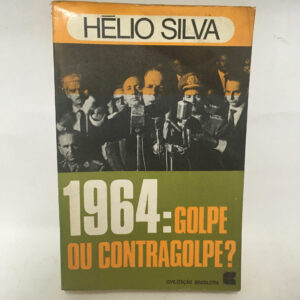 HÉLIO SILVA
1964: GOLPE
OU CONTRAGOLPE?
CIVILIZAÇÃO BRASILEIRA